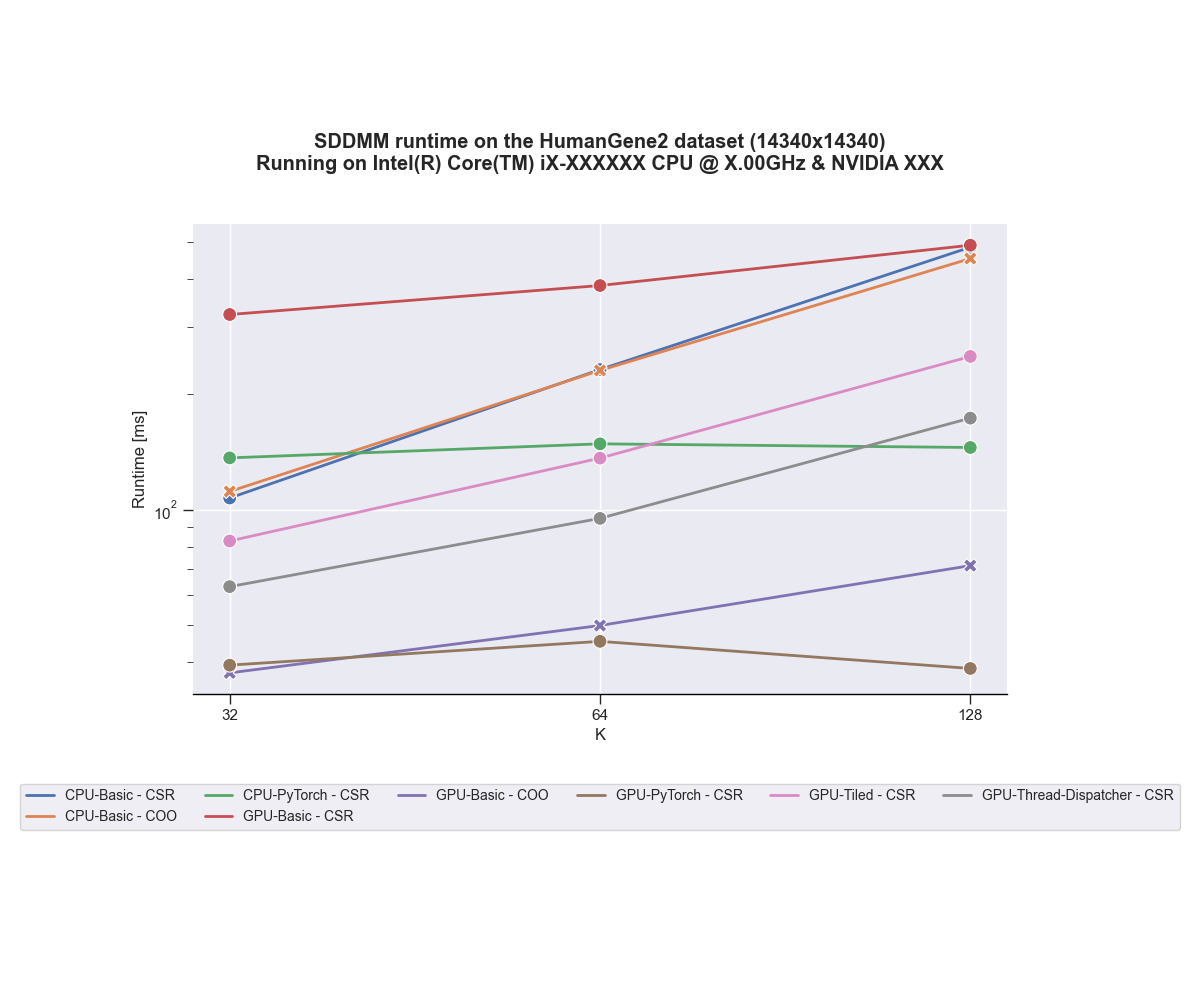 SDDMM runtime on the HumanGene2 dataset (14340x14340)
Running on Intel(R) Core(TM) iX-XXXXXX CPU @ X.00GHz & NVIDIA XXX
Runtime [ms]
10^2
32 64 128
K
CPU-Basic - CSR CPU-PyTorch - CSR GPU-Basic - COO GPU-PyTorch - CSR GPU-Tiled - CSR GPU-Thread-Dispatcher - CSR
CPU-Basic - COO GPU-Basic - CSR